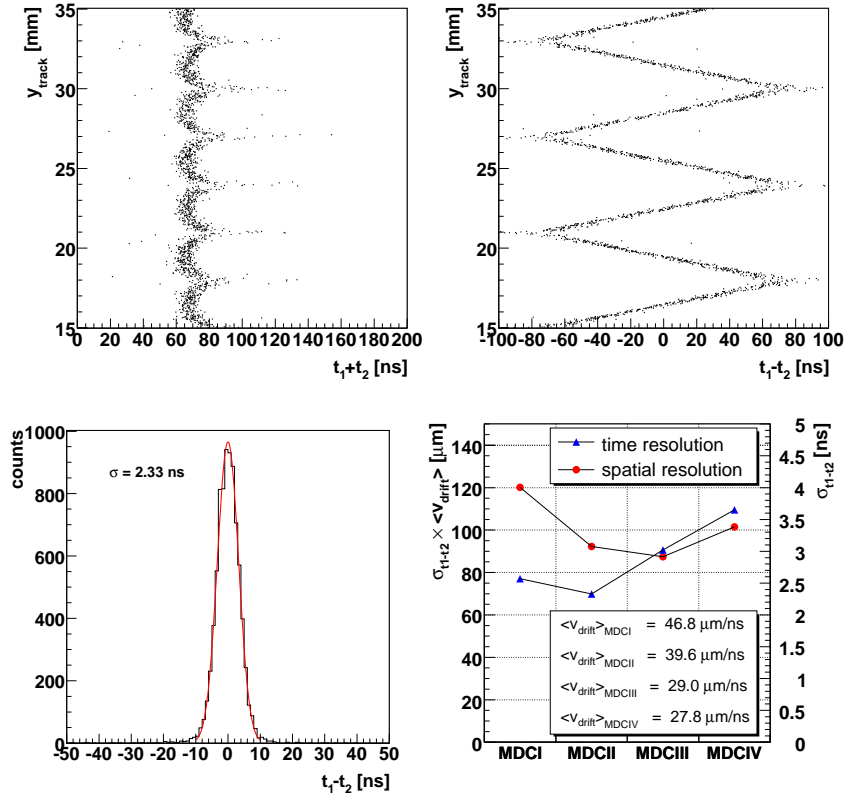 y_track [mm]
35
30
25
20
15
0 20 40 60 80 100 120 140 160 180 200
t_1+t_2 [ns]
y_track [mm]
35
30
25
20
15
-100 -80 -60 -40 -20 0 20 40 60 80 100
t_1-t_2 [ns]
counts
1000
800
600
400
200
0
σ = 2.33 ns
-50 -40 -30 -20 -10 0 10 20 30 40 50
t_1-t_2 [ns]
σ_t1-t2 × <v_drift> [μm]
140
120
100
80
60
40
20
0
time resolution
spatial resolution
<v_drift>_MDCI = 46.8 μm/ns
<v_drift>_MDCII = 39.6 μm/ns
<v_drift>_MDCIII = 29.0 μm/ns
<v_drift>_MDCIV = 27.8 μm/ns
MDCI MDCII MDCIII MDCIV
5
4.5
4
3.5
3
2.5
2
1.5
1
0.5
0
σ_t1-t2 [ns]